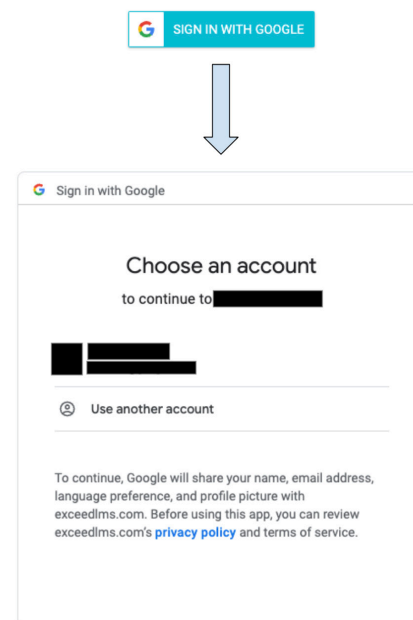 SIGN IN WITH GOOGLE
Sign in with Google
Choose an account
to continue to
Use another account
To continue, Google will share your name, email address,
language preference, and profile picture with
exceedlms.com. Before using this app, you can review
exceedlms.com's privacy policy and terms of service.